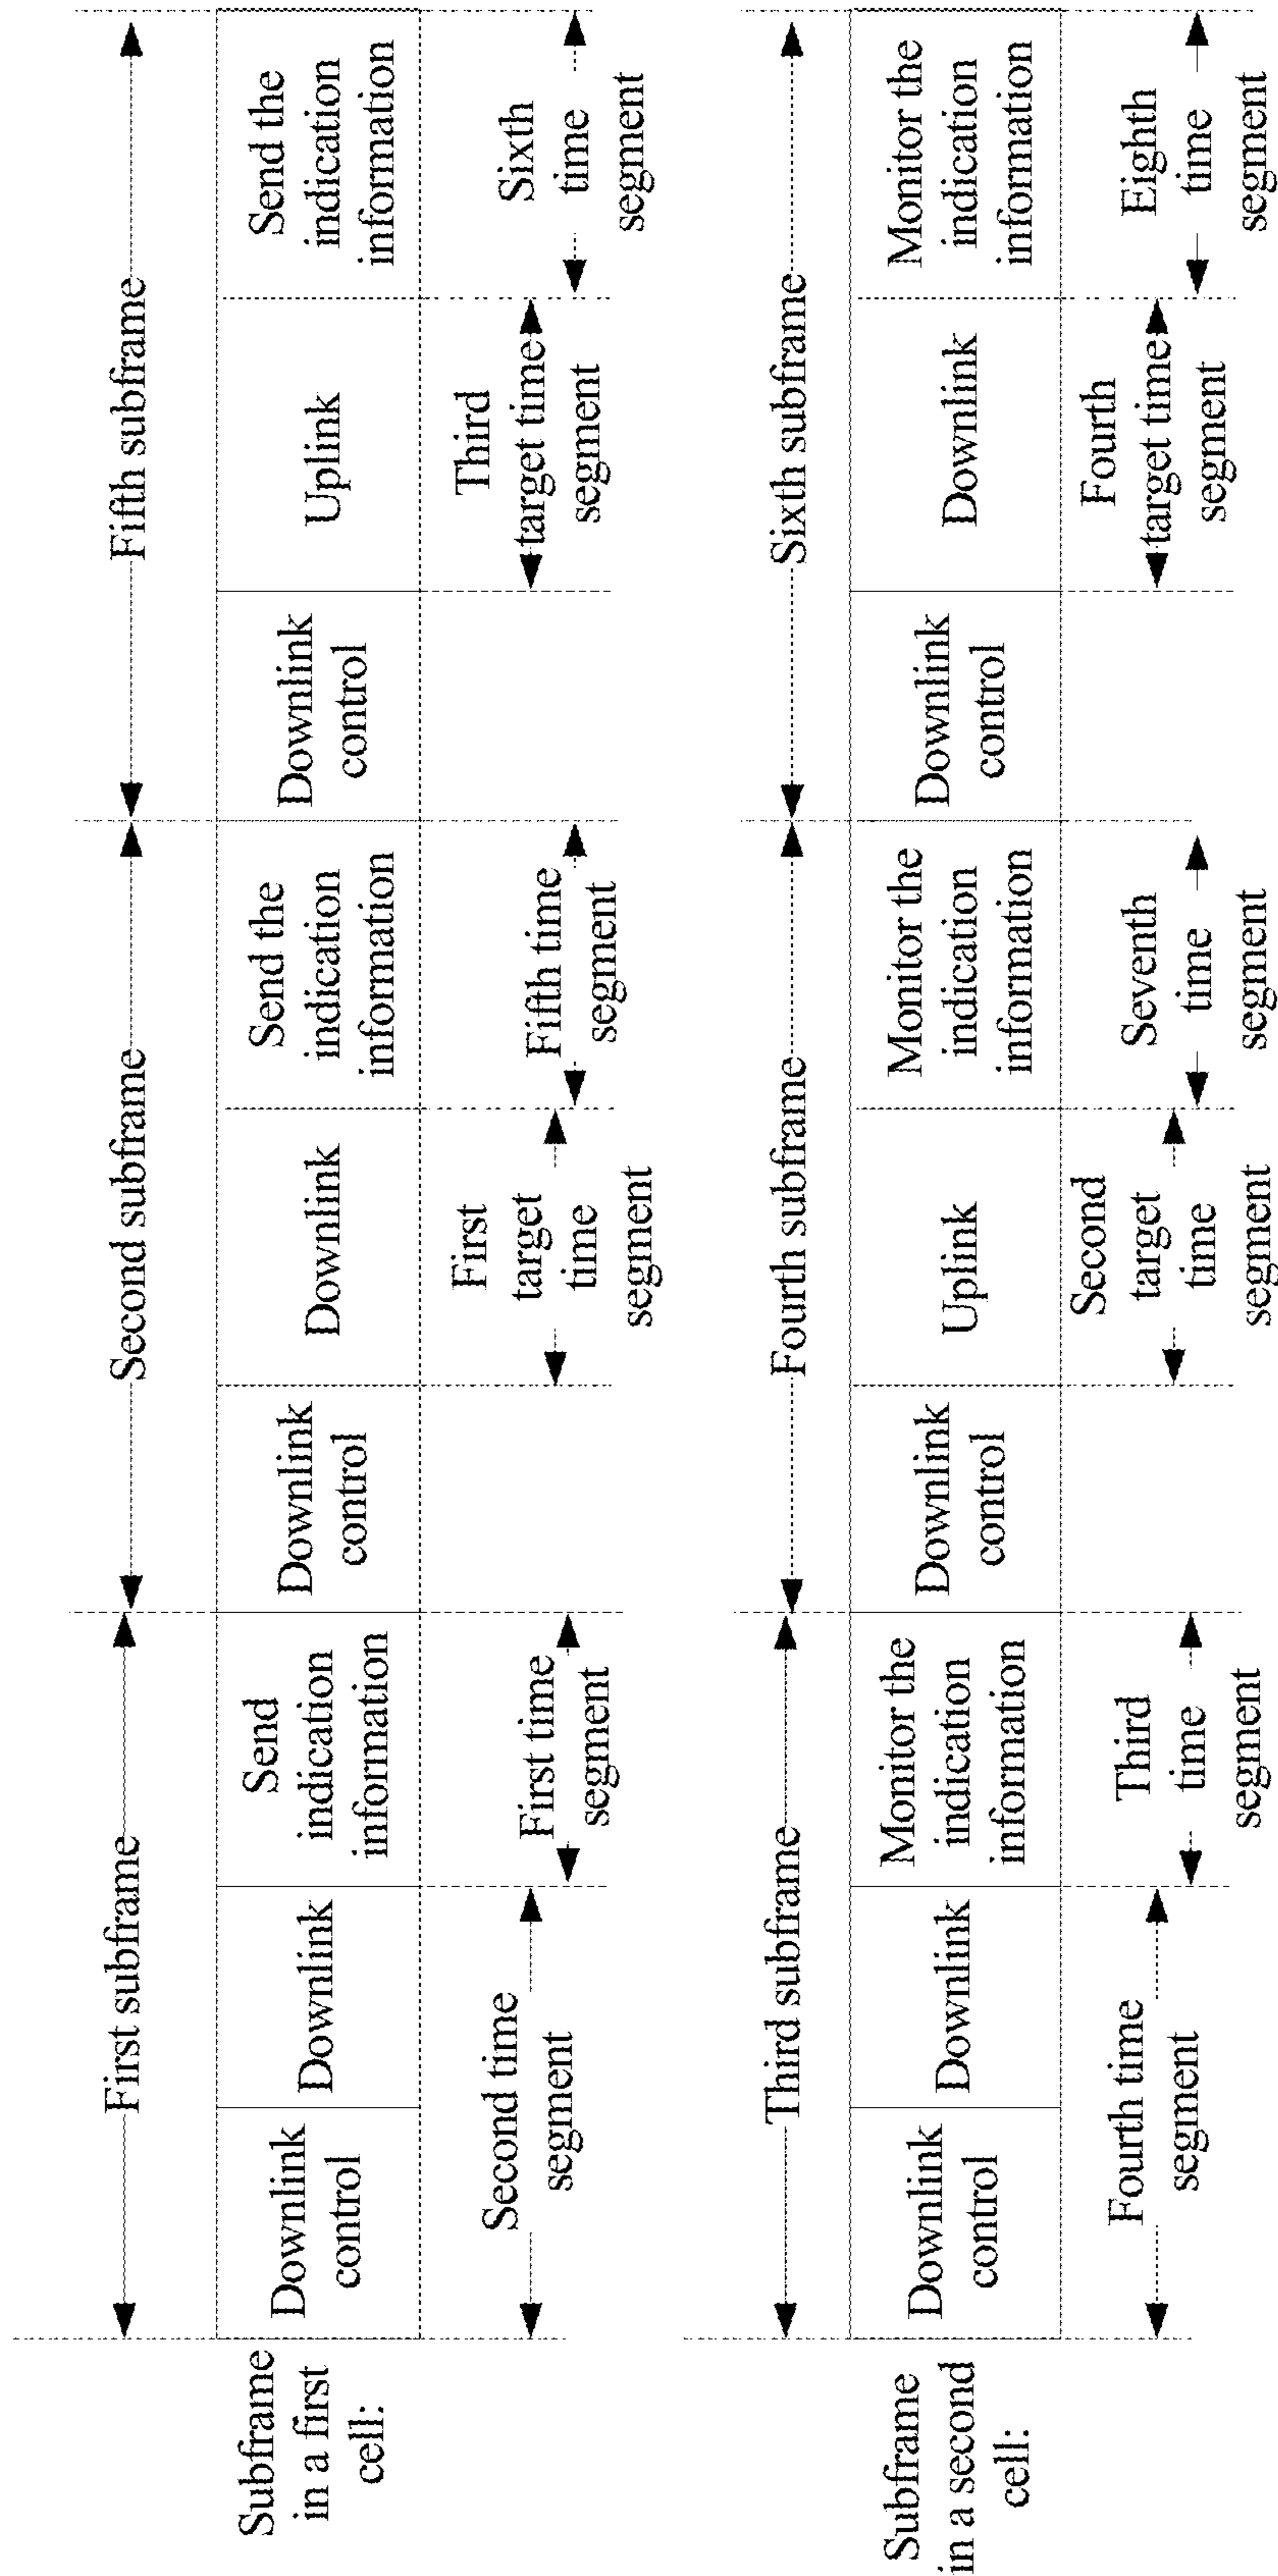 Subframe
in a first
cell:
First subframe
Second subframe
Fifth subframe
Downlink
control
Downlink
Send
indication
information
Downlink
control
Downlink
Send the
indication
information
Downlink
control
Uplink
Send the
indication
information
Second time
segment
First time
segment
First
target
time
segment
Fifth time
segment
Third
target time
segment
Sixth
time
segment
Subframe
in a second
cell:
Third subframe
Fourth subframe
Sixth subframe
Downlink
control
Downlink
Monitor the
indication
information
Downlink
control
Uplink
Monitor the
indication
information
Downlink
control
Downlink
Monitor the
indication
information
Fourth time
segment
Third
time
segment
Second
target
time
segment
Seventh
time
segment
Fourth
target time
segment
Eighth
time
segment